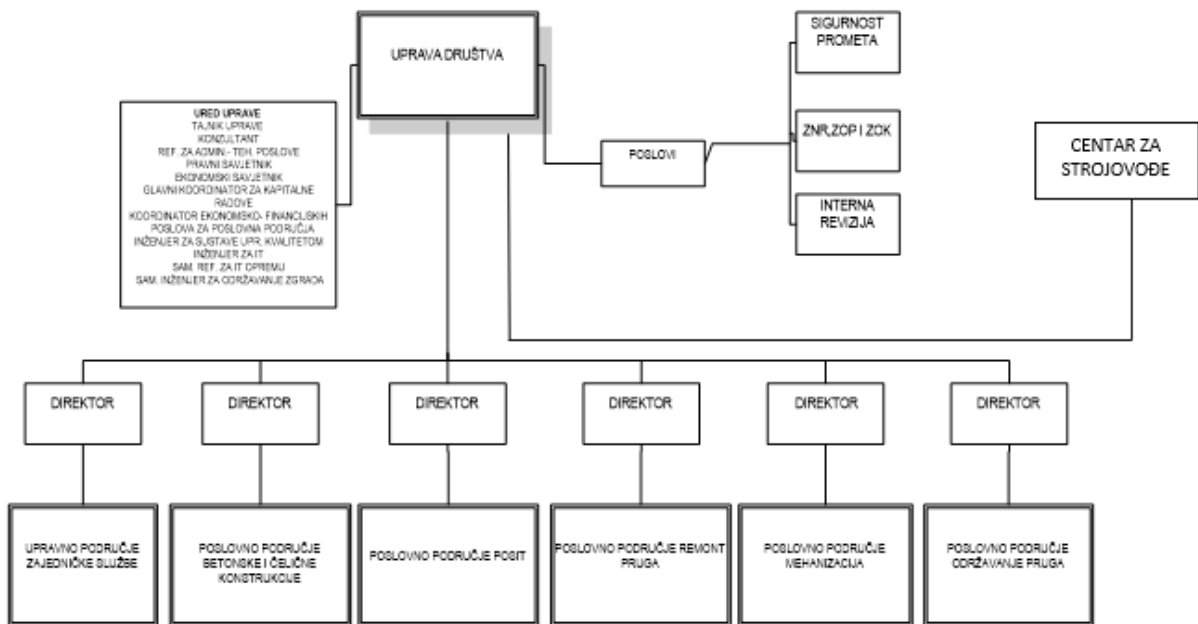 UPRAVA DRUŠTVA
SIGURNOST
PROMETA
URED UPRAVE
TAJNIK UPRAVE
KONZULTANT
REF. ZA ADMIN.- TEH. POSLOVE
PRAVNI SAVJETNIK
EKONOMSKI SAVJETNIK
GLAVNI KOORDINATOR ZA KAPITALNE
RADOVE
KOORDINATOR EKONOMSKO- FINANCIJSKIH
POSLOVA ZA POSLOVNA PODRUČJA
INŽENJER ZA SUSTAVE UPR. KVALITETOM
INŽENJER ZA IT
SAM. REF. ZA IT OPREMU
SAM. INŽENJER ZA ODRŽAVANJE ZGRADA
POSLOVI
ZNR,ZOP I ZOK
INTERNA
REVIZIJA
CENTAR ZA
STROJOVOĐE
DIREKTOR
DIREKTOR
DIREKTOR
DIREKTOR
DIREKTOR
DIREKTOR
UPRAVNO PODRUČJE
ZAJEDNIČKE SLUŽBE
POSLOVNO PODRUČJE
BETONSKE I ČELIČNE
KONSTRUKCIJE
POSLOVNO PODRUČJE POSIT
POSLOVNO PODRUČJE REMONT
PRUGA
POSLOVNO PODRUČJE
MEHANIZACIJA
POSLOVNO PODRUČJE
ODRŽAVANJE PRUGA